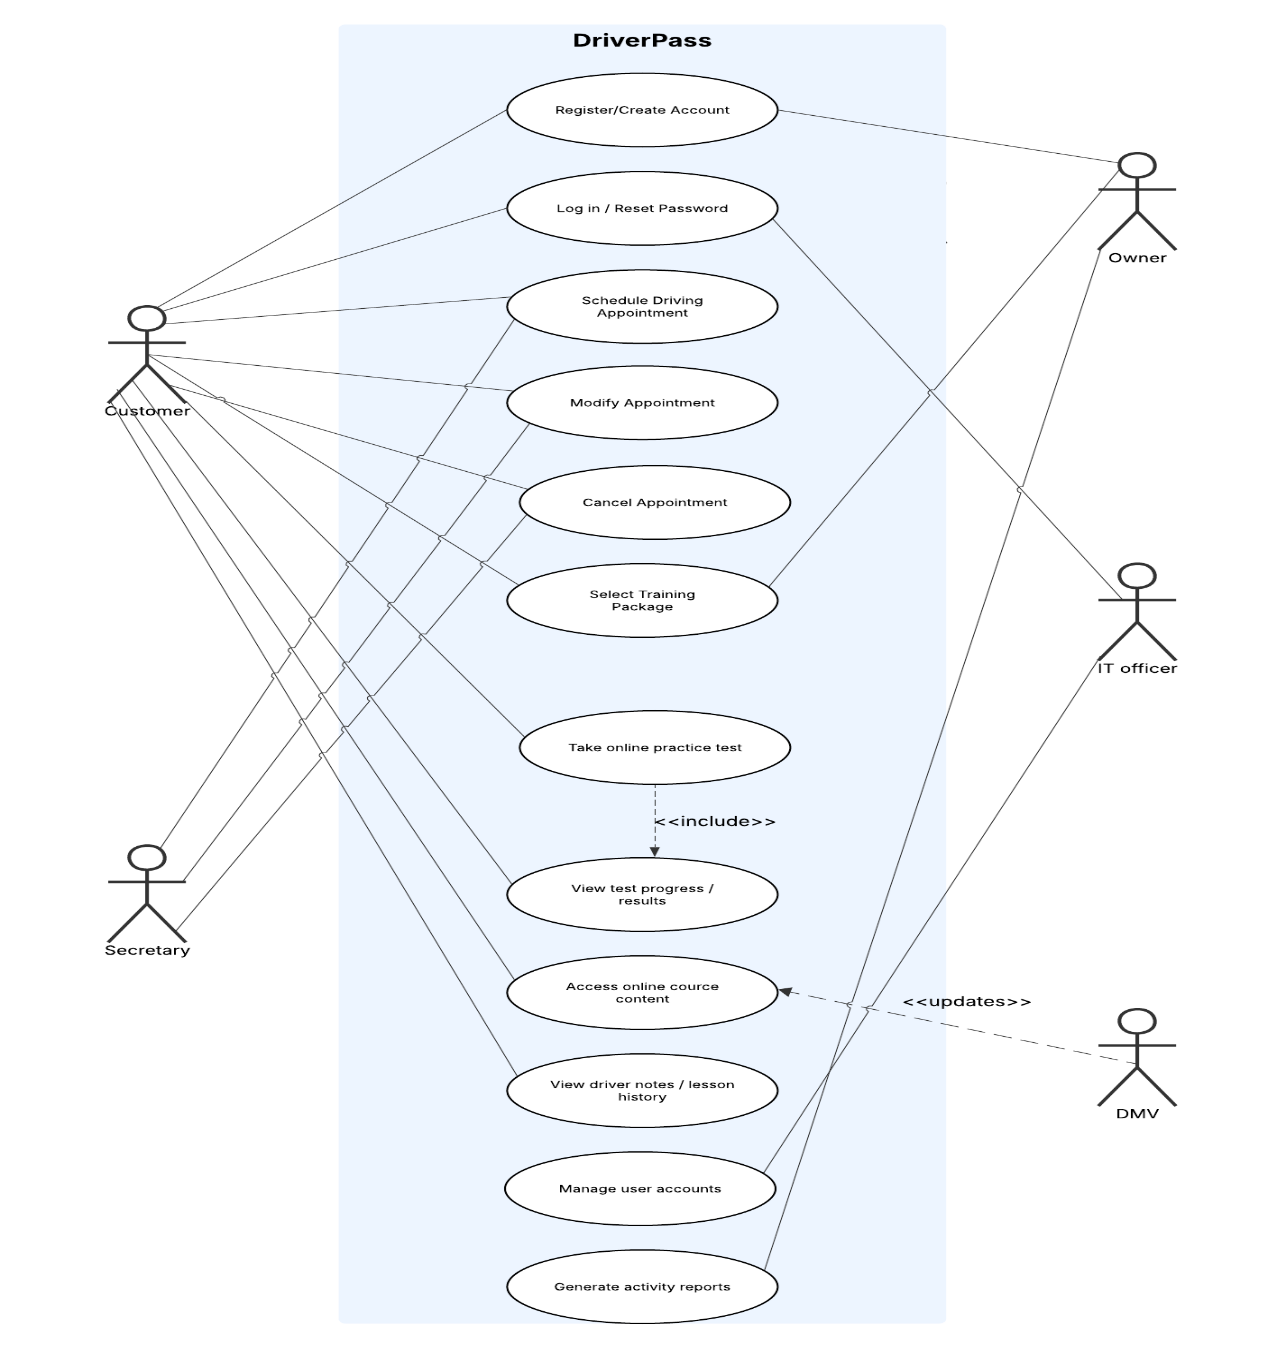 DriverPass
Register/Create Account
Log in / Reset Password
Owner
Schedule Driving
Appointment
Customer
Modify Appointment
Cancel Appointment
Select Training
Package
IT officer
Take online practice test
<<include>>
View test progress /
results
Secretary
Access online cource
content
<<updates>>
View driver notes / lesson
history
DMV
Manage user accounts
Generate activity reports